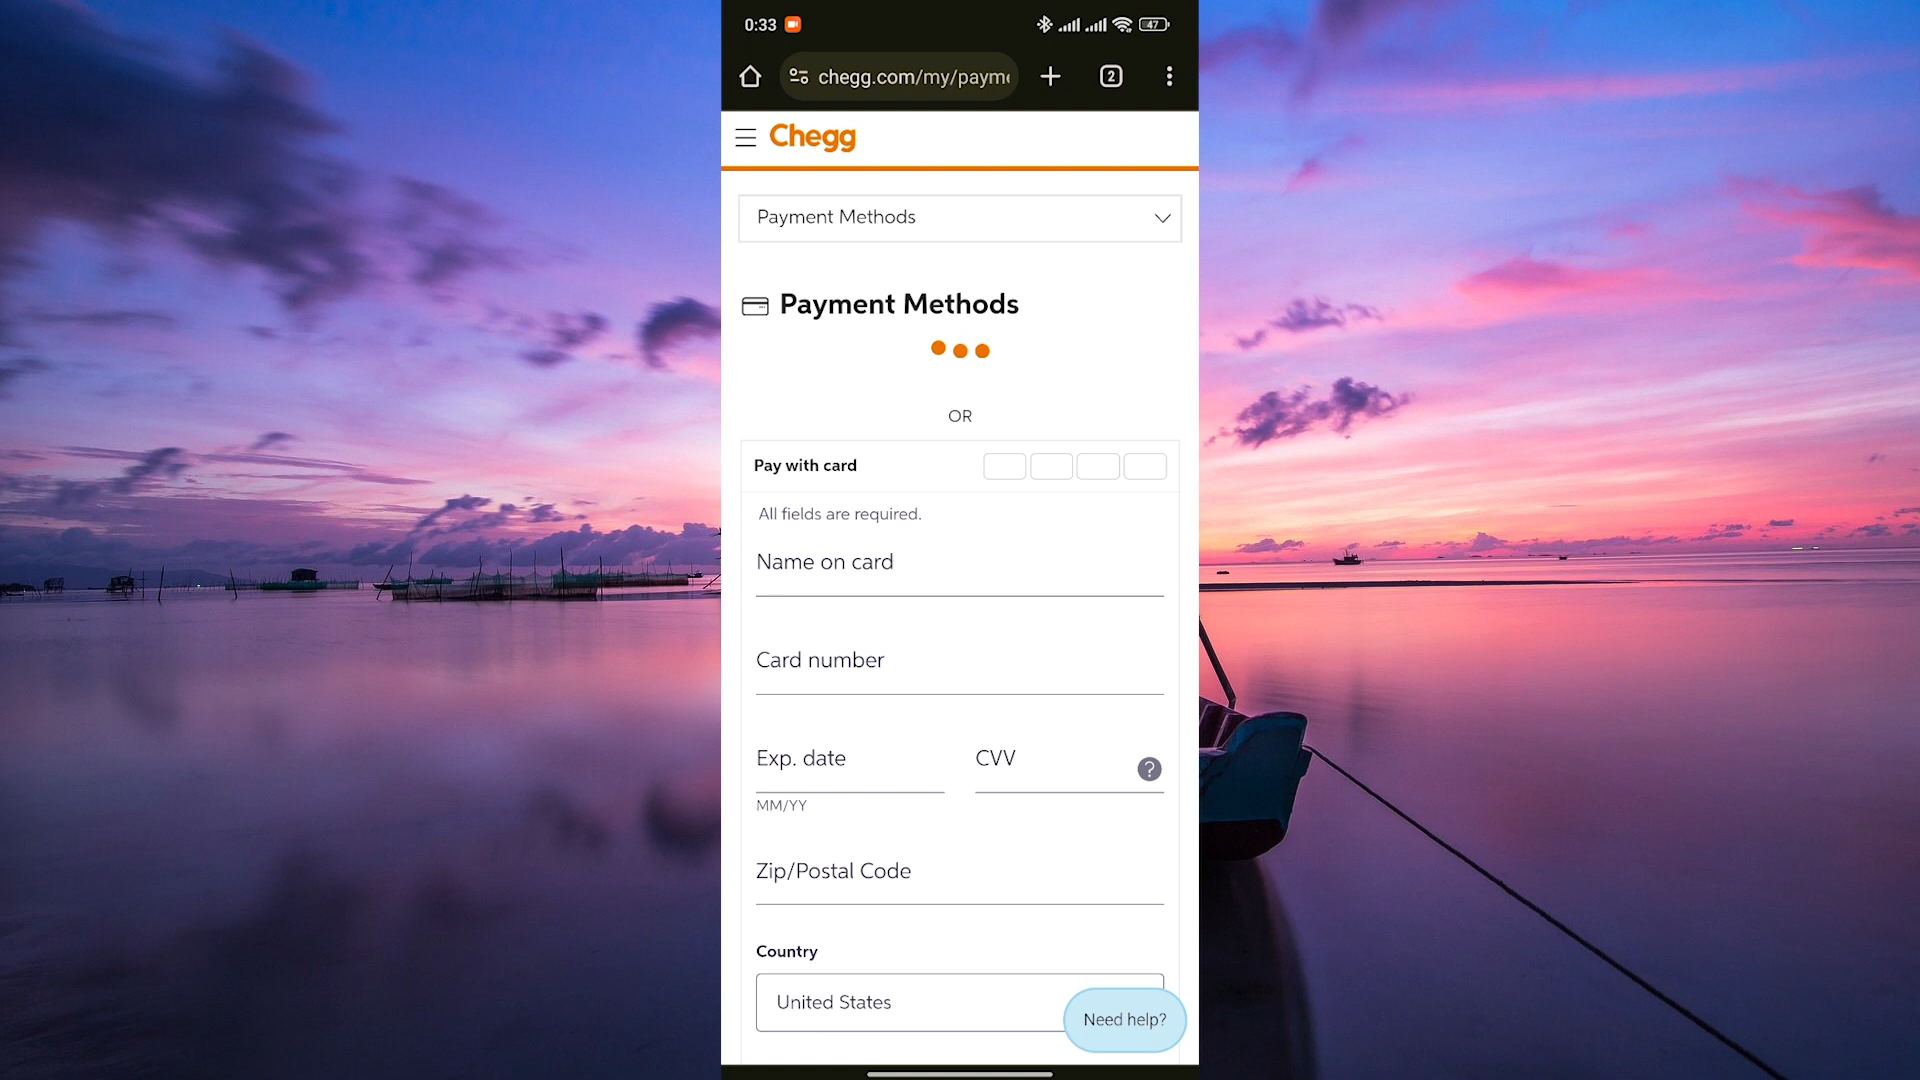 0:33
47
chegg.com/my/payme
2
Chegg
Payment Methods
Payment Methods
OR
Pay with card
All fields are required.
Name on card
Card number
Exp. date
CVV
?
MM/YY
Zip/Postal Code
Country
United States
Need help?